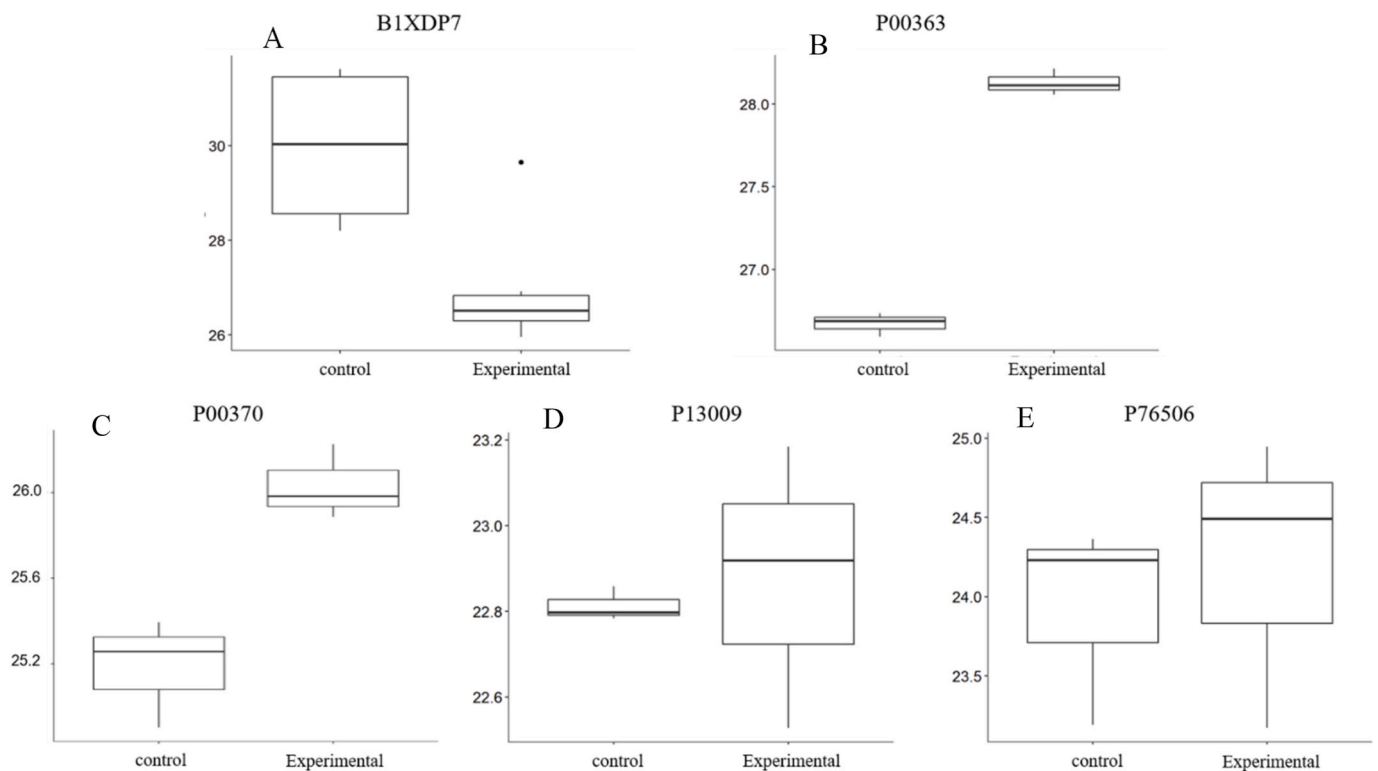 A B1XDP7
30
28
26
control Experimental
B P00363
28.0
27.5
27.0
control Experimental
C P00370
26.0
25.6
25.2
control Experimental
D P13009
23.2
23.0
22.8
22.6
control Experimental
E P76506
25.0
24.5
24.0
23.5
control Experimental